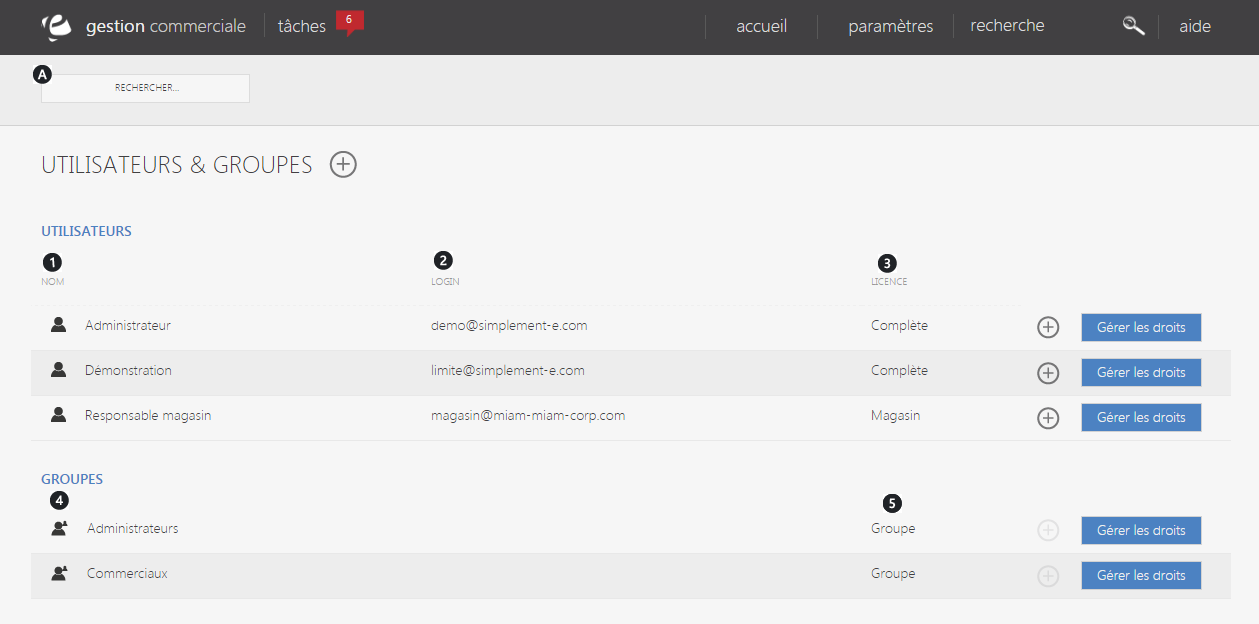 gestion commerciale tâches 6 accueil paramètres recherche aide
A
RECHERCHER...
UTILISATEURS & GROUPES
UTILISATEURS
1 2 3
NOM LOGIN LICENCE
Administrateur demo@simplement-e.com Complète Gérer les droits
Démonstration limite@simplement-e.com Complète Gérer les droits
Responsable magasin magasin@miam-miam-corp.com Magasin Gérer les droits
GROUPES
4 5
Administrateurs Groupe Gérer les droits
Commerciaux Groupe Gérer les droits